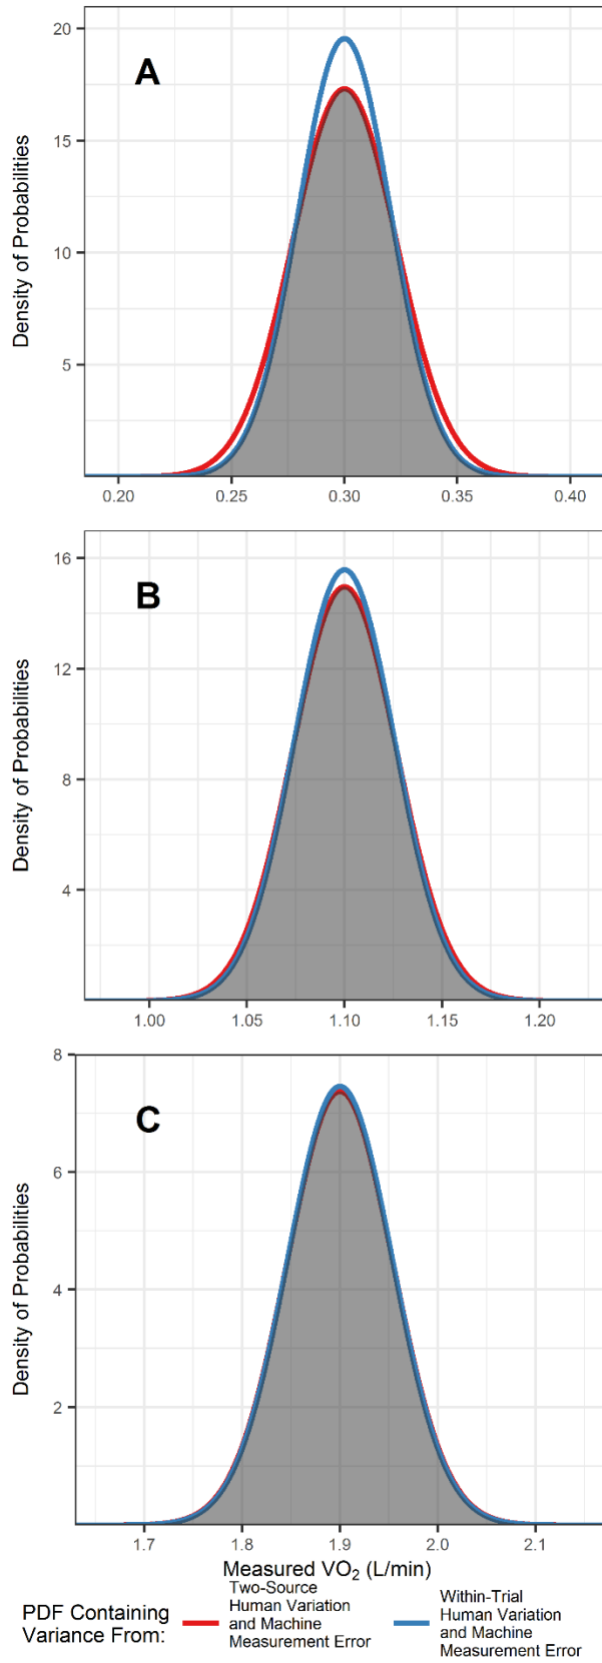 A
Density of Probabilities
20
15
10
5
0.20 0.25 0.30 0.35 0.40
B
Density of Probabilities
16
12
8
4
1.00 1.05 1.10 1.15 1.20
C
Density of Probabilities
8
6
4
2
1.7 1.8 1.9 2.0 2.1
Measured VO₂ (L/min)
PDF Containing
Variance From:
Two-Source
Human Variation
and Machine
Measurement Error
Within-Trial
Human Variation
and Machine
Measurement Error